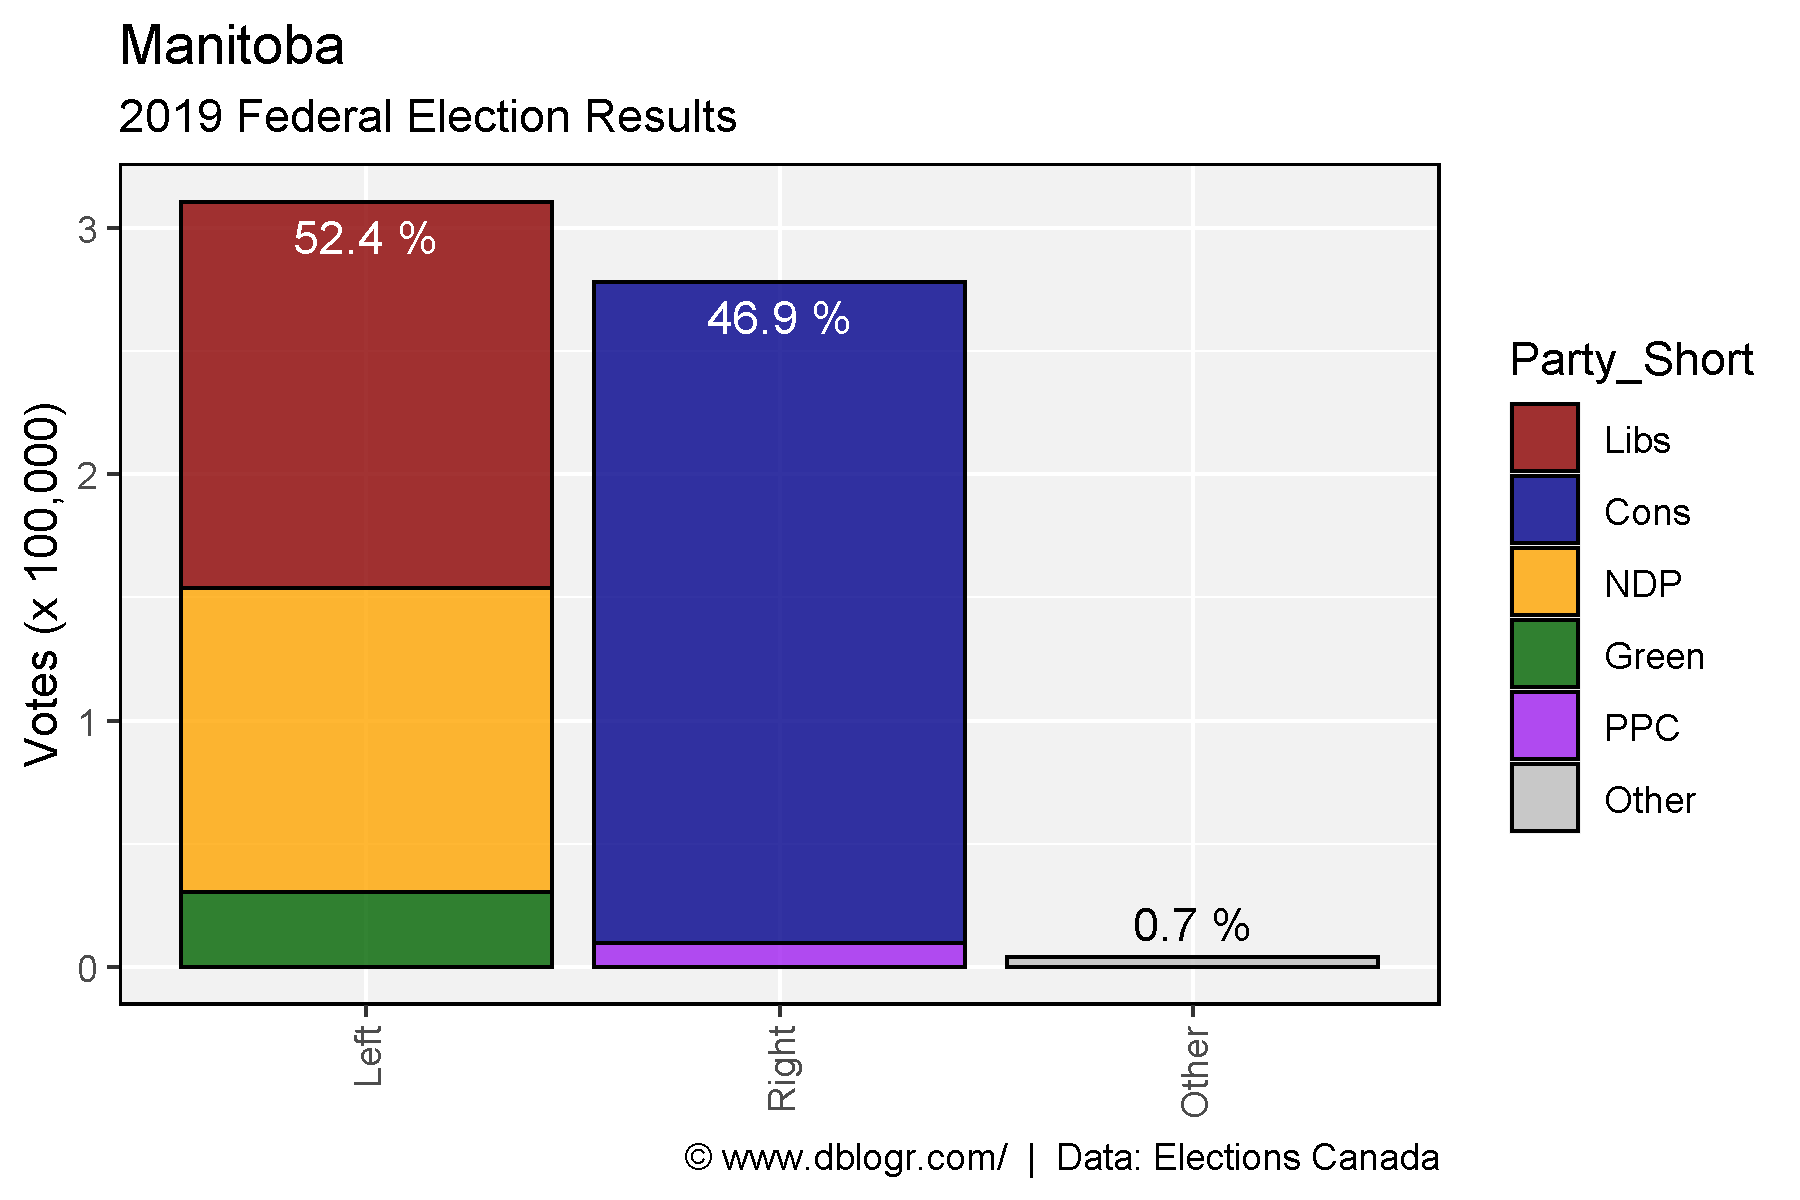 Manitoba
2019 Federal Election Results
Votes (x 100,000)
3
2
1
0
52.4 %
46.9 %
0.7 %
Left
Right
Other
Party_Short
Libs
Cons
NDP
Green
PPC
Other
© www.dblogr.com/ | Data: Elections Canada